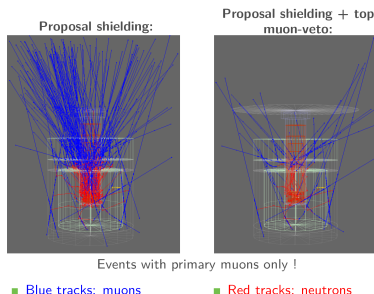 Proposal shielding:
Proposal shielding + top
muon-veto:
Events with primary muons only !
Blue tracks: muons
Red tracks: neutrons